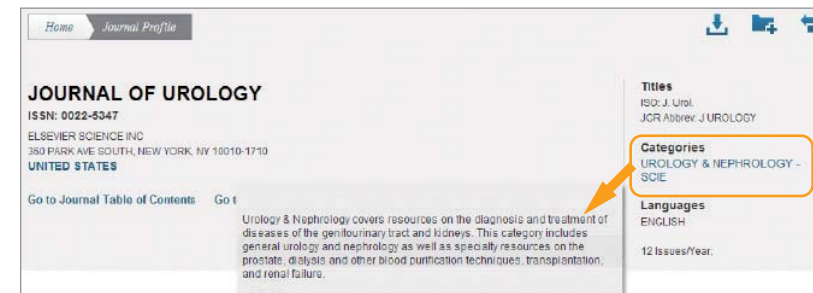 Home
Journal Profile
JOURNAL OF UROLOGY
ISSN: 0022-5347
ELSEVIER SCIENCE INC
360 PARK AVE SOUTH, NEW YORK, NY 10010-1710
UNITED STATES
Go to Journal Table of Contents Go t
Urology & Nephrology covers resources on the diagnosis and treatment of
diseases of the genitourinary tract and kidneys. This category includes
general urology and nephrology as well as specialty resources on the
prostate, dialysis and other blood purification techniques, transplantation,
and renal failure.
Titles
ISO: J. Urol.
JCR Abbrev: J UROLOGY
Categories
UROLOGY & NEPHROLOGY -
SCIE
Languages
ENGLISH
12 Issues/Year;